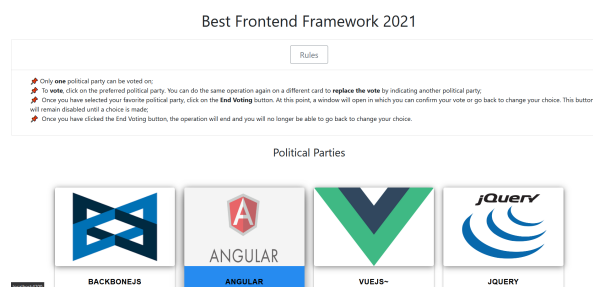 Best Frontend Framework 2021
Rules
📌 Only one political party can be voted on;
📌 To vote, click on the preferred political party. You can do the same operation again on a different card to replace the vote by indicating another political party;
📌 Once you have selected your favorite political party, click on the End Voting button. At this point, a window will open in which you can confirm your vote or go back to change your choice. This button
will remain disabled until a choice is made;
📌 Once you have clicked the End Voting button, the operation will end and you will no longer be able to go back to change your choice.
Political Parties
A
ANGULAR
jQuery
BACKBONEJS
ANGULAR
VUEJS~
JQUERY